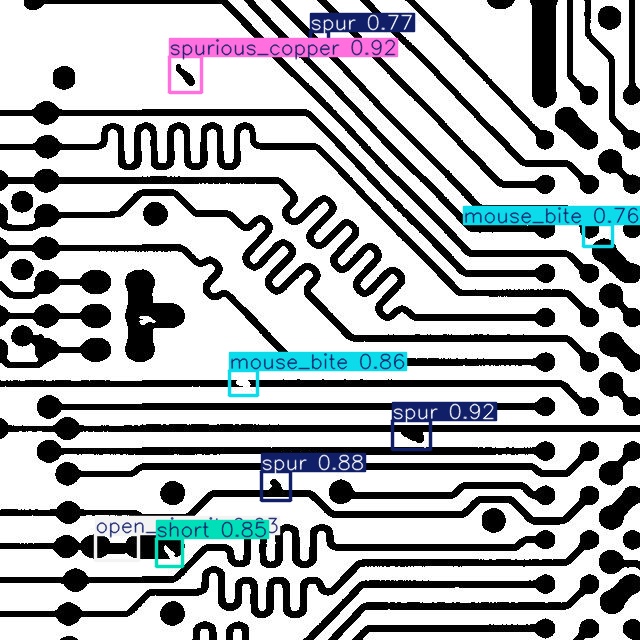 spur 0.77
spurious_copper 0.92
mouse_bite 0.76
mouse_bite 0.86
spur 0.92
spur 0.88
short 0.85